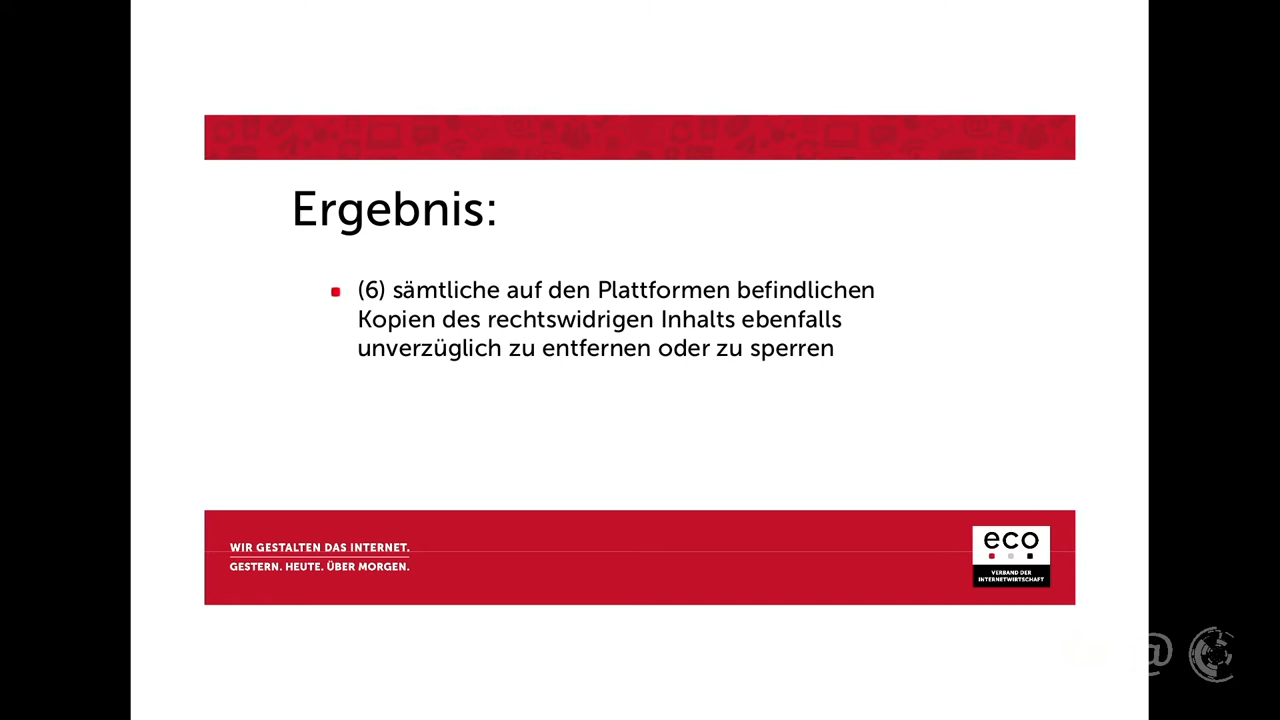 Ergebnis:
(6) sämtliche auf den Plattformen befindlichen
Kopien des rechtswidrigen Inhalts ebenfalls
unverzüglich zu entfernen oder zu sperren
WIR GESTALTEN DAS INTERNET.
GESTERN. HEUTE. ÜBER MORGEN.
eco
VERBAND DER
INTERNETWIRTSCHAFT
@